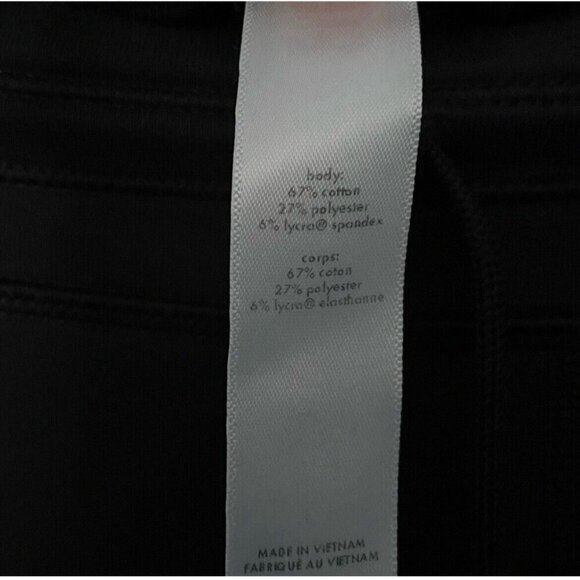 body:
67% cotton
27% polyester
6% lycra® spandex
corps:
67% coton
27% polyester
6% lycra® elasthanne
MADE IN VIETNAM
FABRIQUÉ AU VIETNAM